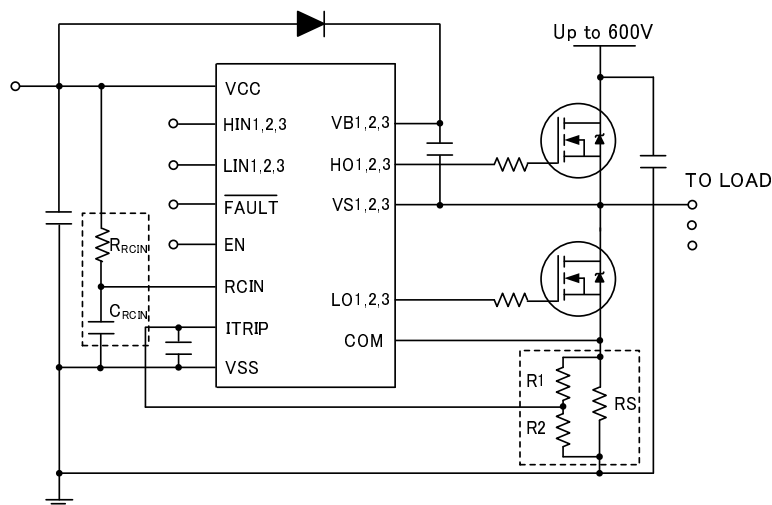 Up to 600V
VCC
HIN1,2,3
LIN1,2,3
FAULT
EN
RCIN
ITRIP
VSS
VB1,2,3
HO1,2,3
VS1,2,3
LO1,2,3
COM
TO LOAD
RRCIN
CRCIN
R1
R2
RS